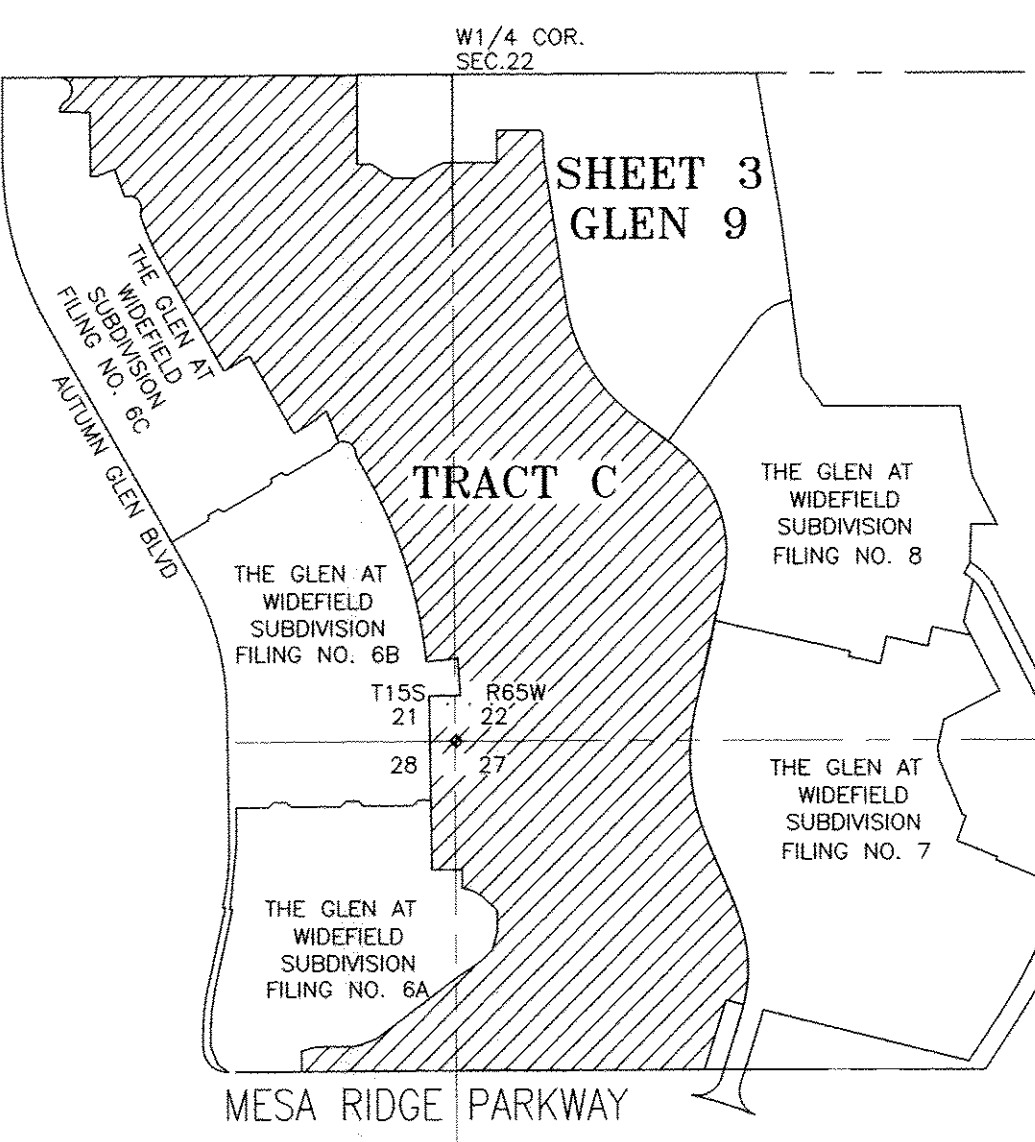 W1/4 COR.
SEC.22
SHEET 3
GLEN 9
THE GLEN AT
WIDEFIELD
SUBDIVISION
FILING NO. 6C
AUTUMN GLEN BLVD
TRACT C
THE GLEN AT
WIDEFIELD
SUBDIVISION
FILING NO. 8
THE GLEN AT
WIDEFIELD
SUBDIVISION
FILING NO. 6B
T15S R65W
21 22
28 27
THE GLEN AT
WIDEFIELD
SUBDIVISION
FILING NO. 7
THE GLEN AT
WIDEFIELD
SUBDIVISION
FILING NO. 6A
MESA RIDGE PARKWAY